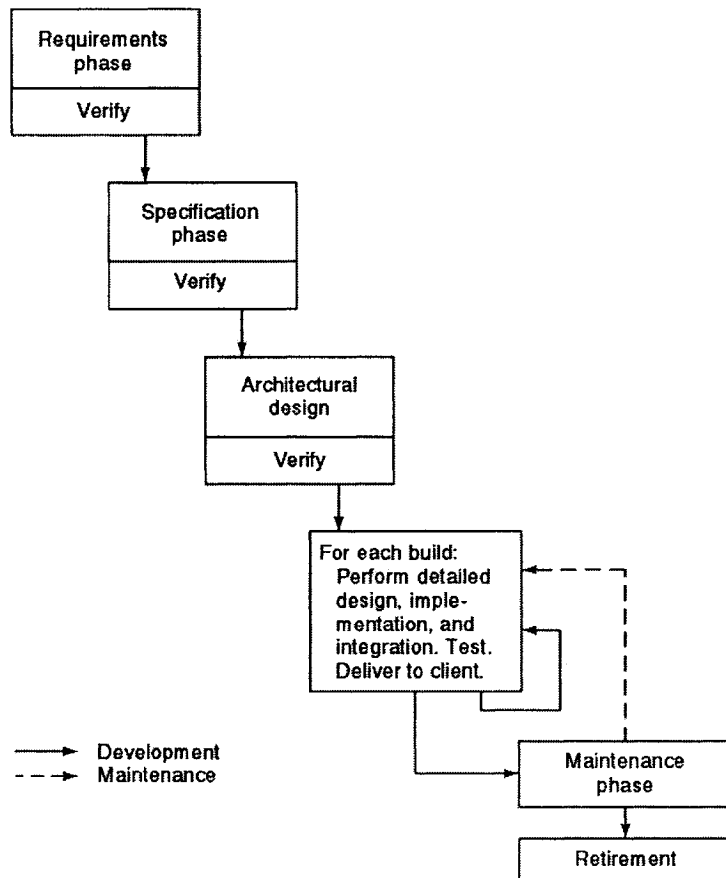 Requirements
phase
Verify
Specification
phase
Verify
Architectural
design
Verify
For each build:
Perform detailed
design, imple-
mentation, and
integration. Test.
Deliver to client.
Development
Maintenance
Maintenance
phase
Retirement